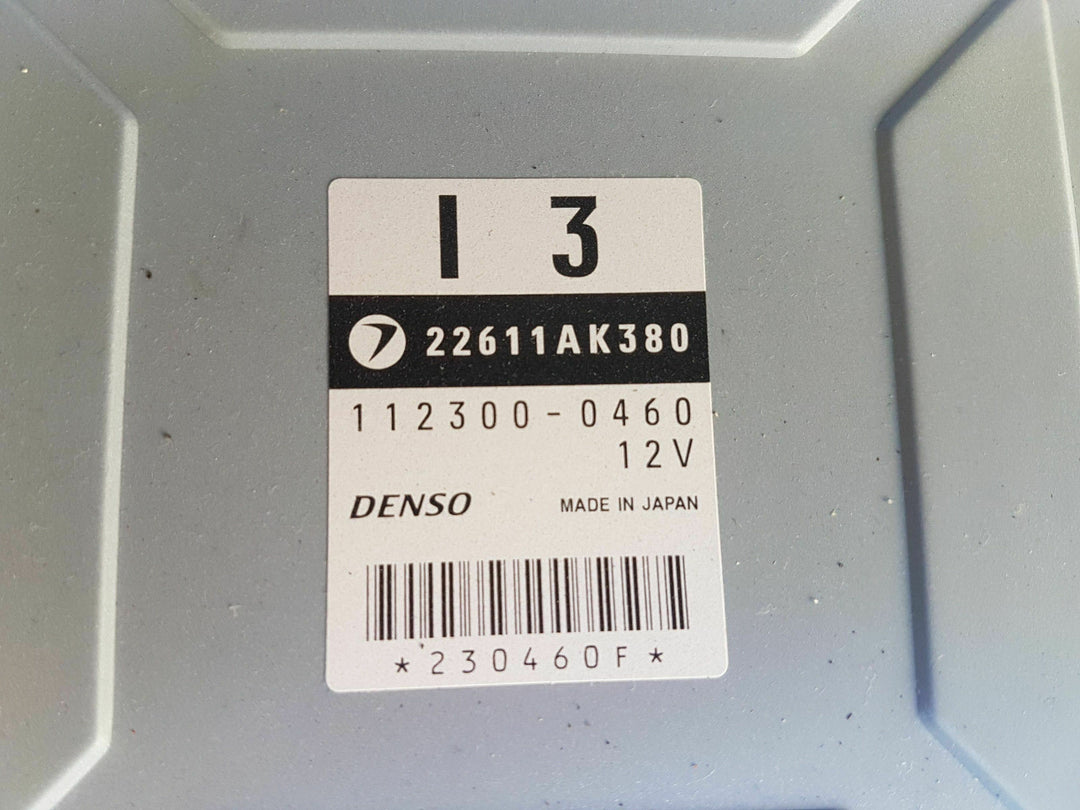 I 3
22611AK380
112300-0460
12V
DENSO MADE IN JAPAN
*230460F*